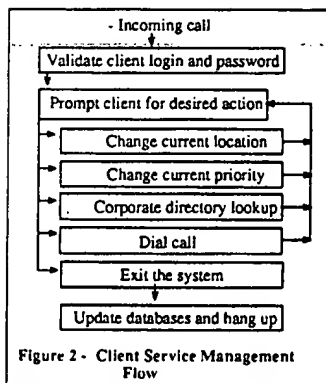 - Incoming call
Validate client login and password
Prompt client for desired action
Change current location
Change current priority
Corporate directory lookup
Dial call
Exit the system
Update databases and hang up
Figure 2 - Client Service Management
Flow